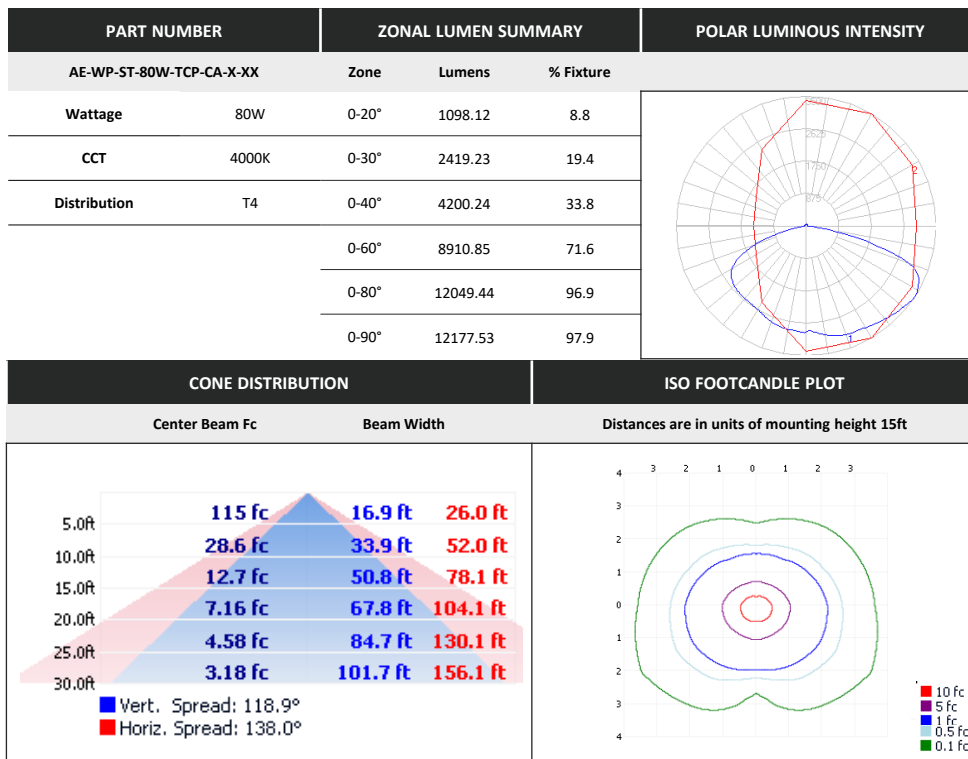 PART NUMBER
ZONAL LUMEN SUMMARY
POLAR LUMINOUS INTENSITY
AE-WP-ST-80W-TCP-CA-X-XX
Zone Lumens % Fixture
Wattage 80W
0-20° 1098.12 8.8
CCT 4000K
0-30° 2419.23 19.4
Distribution T4
0-40° 4200.24 33.8
0-60° 8910.85 71.6
0-80° 12049.44 96.9
0-90° 12177.53 97.9
2625
1750
875
2
1
CONE DISTRIBUTION
ISO FOOTCANDLE PLOT
Center Beam Fc Beam Width
Distances are in units of mounting height 15ft
5.0ft 115 fc 16.9 ft 26.0 ft
10.0ft 28.6 fc 33.9 ft 52.0 ft
15.0ft 12.7 fc 50.8 ft 78.1 ft
20.0ft 7.16 fc 67.8 ft 104.1 ft
25.0ft 4.58 fc 84.7 ft 130.1 ft
30.0ft 3.18 fc 101.7 ft 156.1 ft
Vert. Spread: 118.9°
Horiz. Spread: 138.0°
3 2 1 0 1 2 3
4
3
2
1
0
1
2
3
4
10 fc
5 fc
1 fc
0.5 fc
0.1 fc